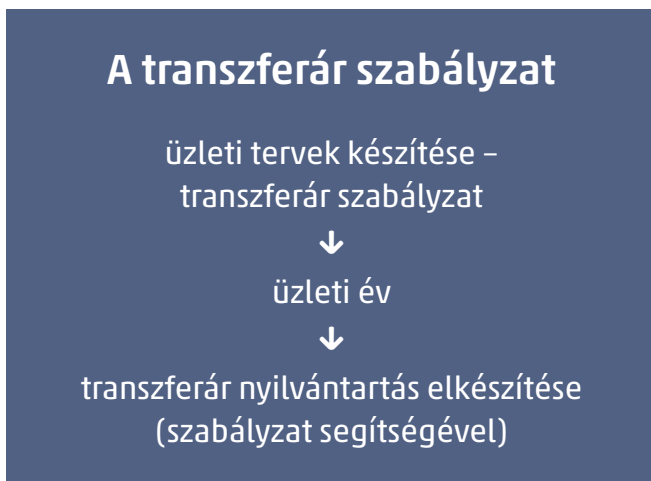 A transzferár szabályzat
üzleti tervek készítése –
transzferár szabályzat
↓
üzleti év
↓
transzferár nyilvántartás elkészítése
(szabályzat segítségével)